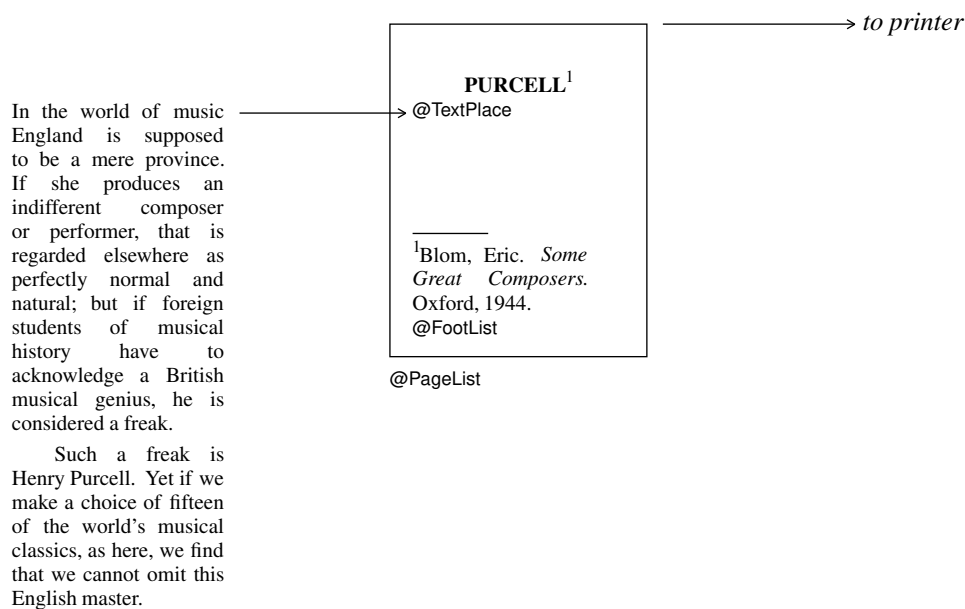 to printer
PURCELL1
@TextPlace
In the world of music
England is supposed
to be a mere province.
If she produces an
indifferent composer
or performer, that is
regarded elsewhere as
perfectly normal and
natural; but if foreign
students of musical
history have to
acknowledge a British
musical genius, he is
considered a freak.
Such a freak is
Henry Purcell. Yet if we
make a choice of fifteen
of the world's musical
classics, as here, we find
that we cannot omit this
English master.
1Blom, Eric. Some
Great Composers.
Oxford, 1944.
@FootList
@PageList